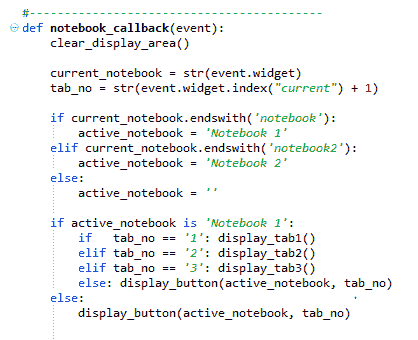 #------------------------------------------
def notebook_callback(event):
    clear_display_area()

    current_notebook = str(event.widget)
    tab_no = str(event.widget.index("current") + 1)

    if current_notebook.endswith('notebook'):
        active_notebook = 'Notebook 1'
    elif current_notebook.endswith('notebook2'):
        active_notebook = 'Notebook 2'
    else:
        active_notebook = ''

    if active_notebook is 'Notebook 1':
        if   tab_no == '1': display_tab1()
        elif tab_no == '2': display_tab2()
        elif tab_no == '3': display_tab3()
        else: display_button(active_notebook, tab_no)
    else:
        display_button(active_notebook, tab_no)